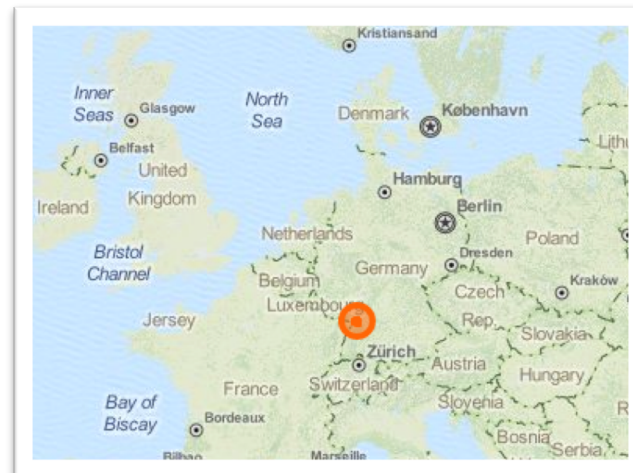 Kristiansand
Inner
Seas
Glasgow
North
Sea
Denmark
København
Belfast
United
Kingdom
Ireland
Hamburg
Berlin
Netherlands
Bristol
Channel
Belgium
Germany
Dresden
Poland
Kraków
Luxembourg
Czech
Rep.
Jersey
Slovakia
Zürich
Austria
Hungary
France
Switzerland
Slovenia
Bay of
Biscay
Bordeaux
Bosnia
Serbia
Bilbao
Marseille